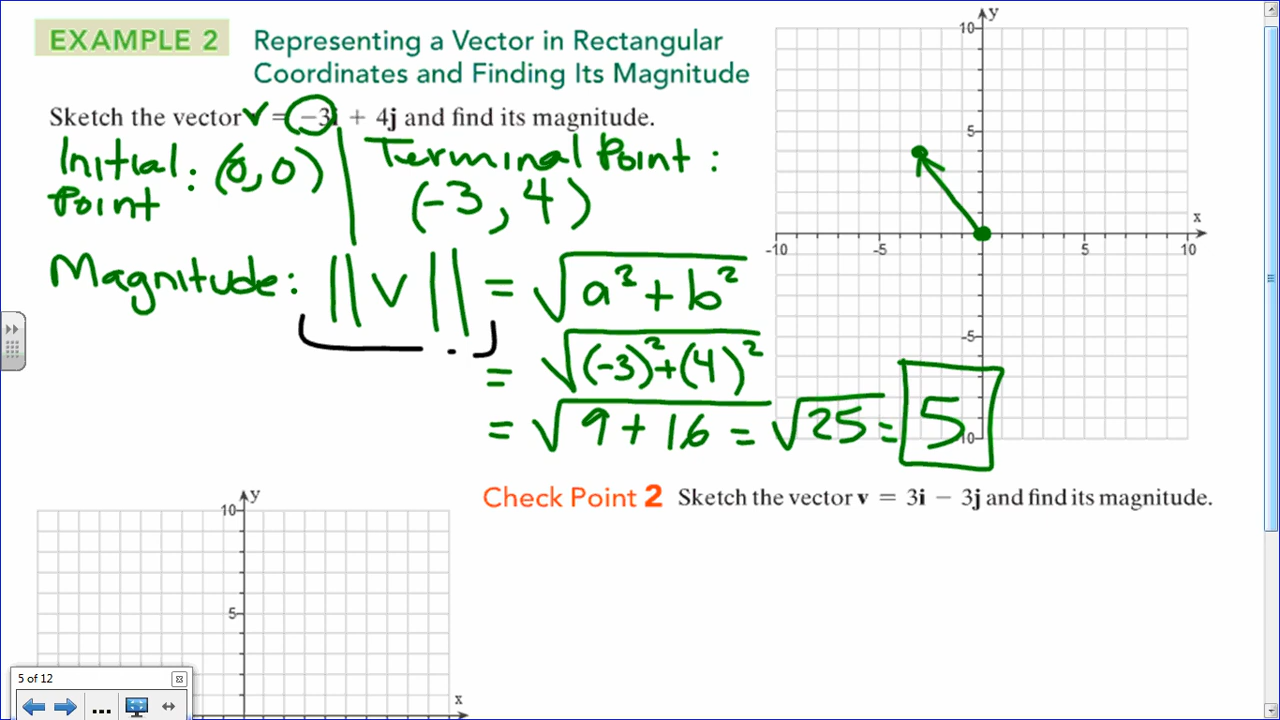 EXAMPLE 2 Representing a Vector in Rectangular
Coordinates and Finding Its Magnitude
Sketch the vector v = −3i + 4j and find its magnitude.
Initial Point : (0,0)
Terminal Point :
(-3, 4)
Magnitude: ||v|| = √a² + b²
= √(-3)²+(4)²
= √9 + 16 = √25 = 5
y
10
5
x
-10 -5 5 10
-5
10
Check Point 2 Sketch the vector v = 3i − 3j and find its magnitude.
y
10
5
x
5 of 12
...